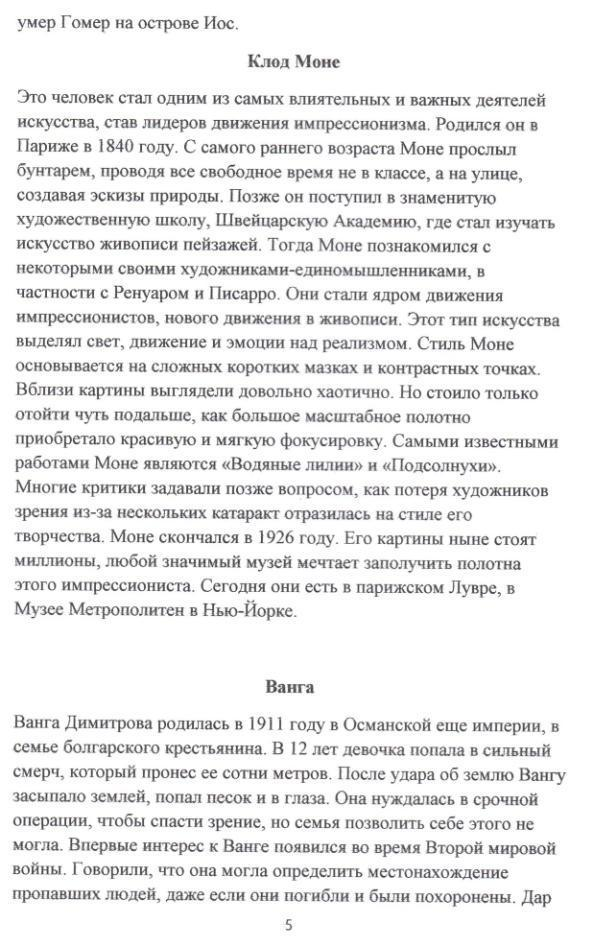 умер Гомер на острове Иос.
Клод Моне
Это человек стал одним из самых влиятельных и важных деятелей
искусства, став лидеров движения импрессионизма. Родился он в
Париже в 1840 году. С самого раннего возраста Моне прослыл
бунтарем, проводя все свободное время не в классе, а на улице,
создавая эскизы природы. Позже он поступил в знаменитую
художественную школу, Швейцарскую Академию, где стал изучать
искусство живописи пейзажей. Тогда Моне познакомился с
некоторыми своими художниками-единомышленниками, в
частности с Ренуаром и Писарро. Они стали ядром движения
импрессионистов, нового движения в живописи. Этот тип искусства
выделял свет, движение и эмоции над реализмом. Стиль Моне
основывается на сложных коротких мазках и контрастных точках.
Вблизи картины выглядели довольно хаотично. Но стоило только
отойти чуть подальше, как большое масштабное полотно
приобретало красивую и мягкую фокусировку. Самыми известными
работами Моне являются «Водяные лилии» и «Подсолнухи».
Многие критики задавали позже вопросом, как потеря художников
зрения из-за нескольких катаракт отразилась на стиле его
творчества. Моне скончался в 1926 году. Его картины ныне стоят
миллионы, любой значимый музей мечтает заполучить полотна
этого импрессиониста. Сегодня они есть в парижском Лувре, в
Музее Метрополитен в Нью-Йорке.
Ванга
Ванга Димитрова родилась в 1911 году в Османской еще империи, в
семье болгарского крестьянина. В 12 лет девочка попала в сильный
смерч, который пронес ее сотни метров. После удара об землю Вангу
засыпало землей, попал песок и в глаза. Она нуждалась в срочной
операции, чтобы спасти зрение, но семья позволить себе этого не
могла. Впервые интерес к Ванге появился во время Второй мировой
войны. Говорили, что она могла определить местонахождение
пропавших людей, даже если они погибли и были похоронены. Дар
5